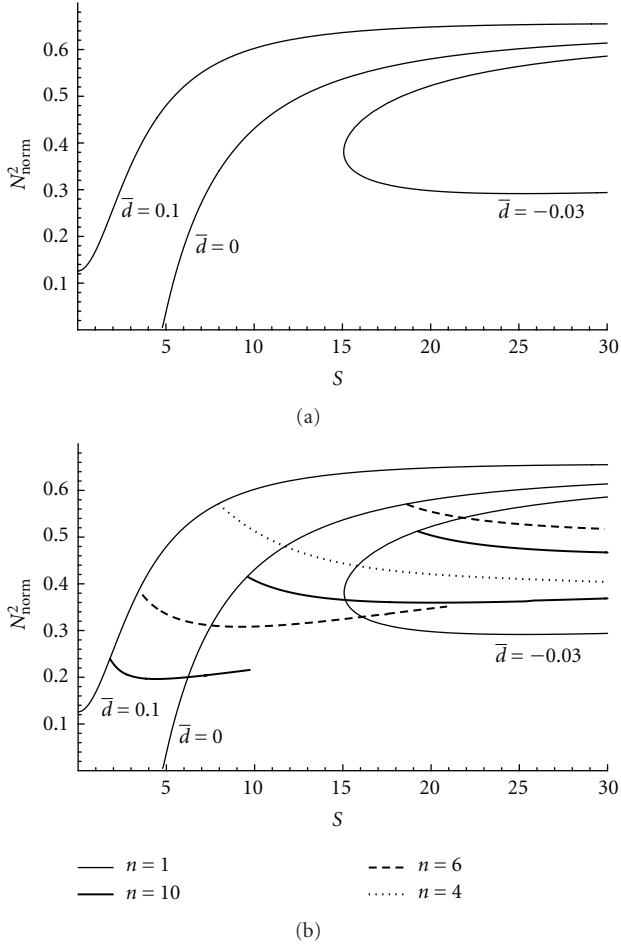 0.6
0.5
0.4
0.3
0.2
0.1
N²norm
d̅ = 0.1
d̅ = 0
d̅ = −0.03
5 10 15 20 25 30
S
(a)
0.6
0.5
0.4
0.3
0.2
0.1
N²norm
d̅ = −0.03
d̅ = 0.1
d̅ = 0
5 10 15 20 25 30
S
n = 1 n = 6
n = 10 n = 4
(b)